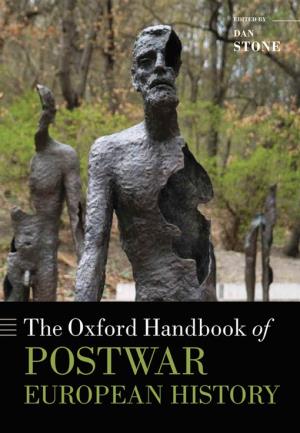 EDITED BY
DAN
STONE
The Oxford Handbook of
POSTWAR
EUROPEAN HISTORY